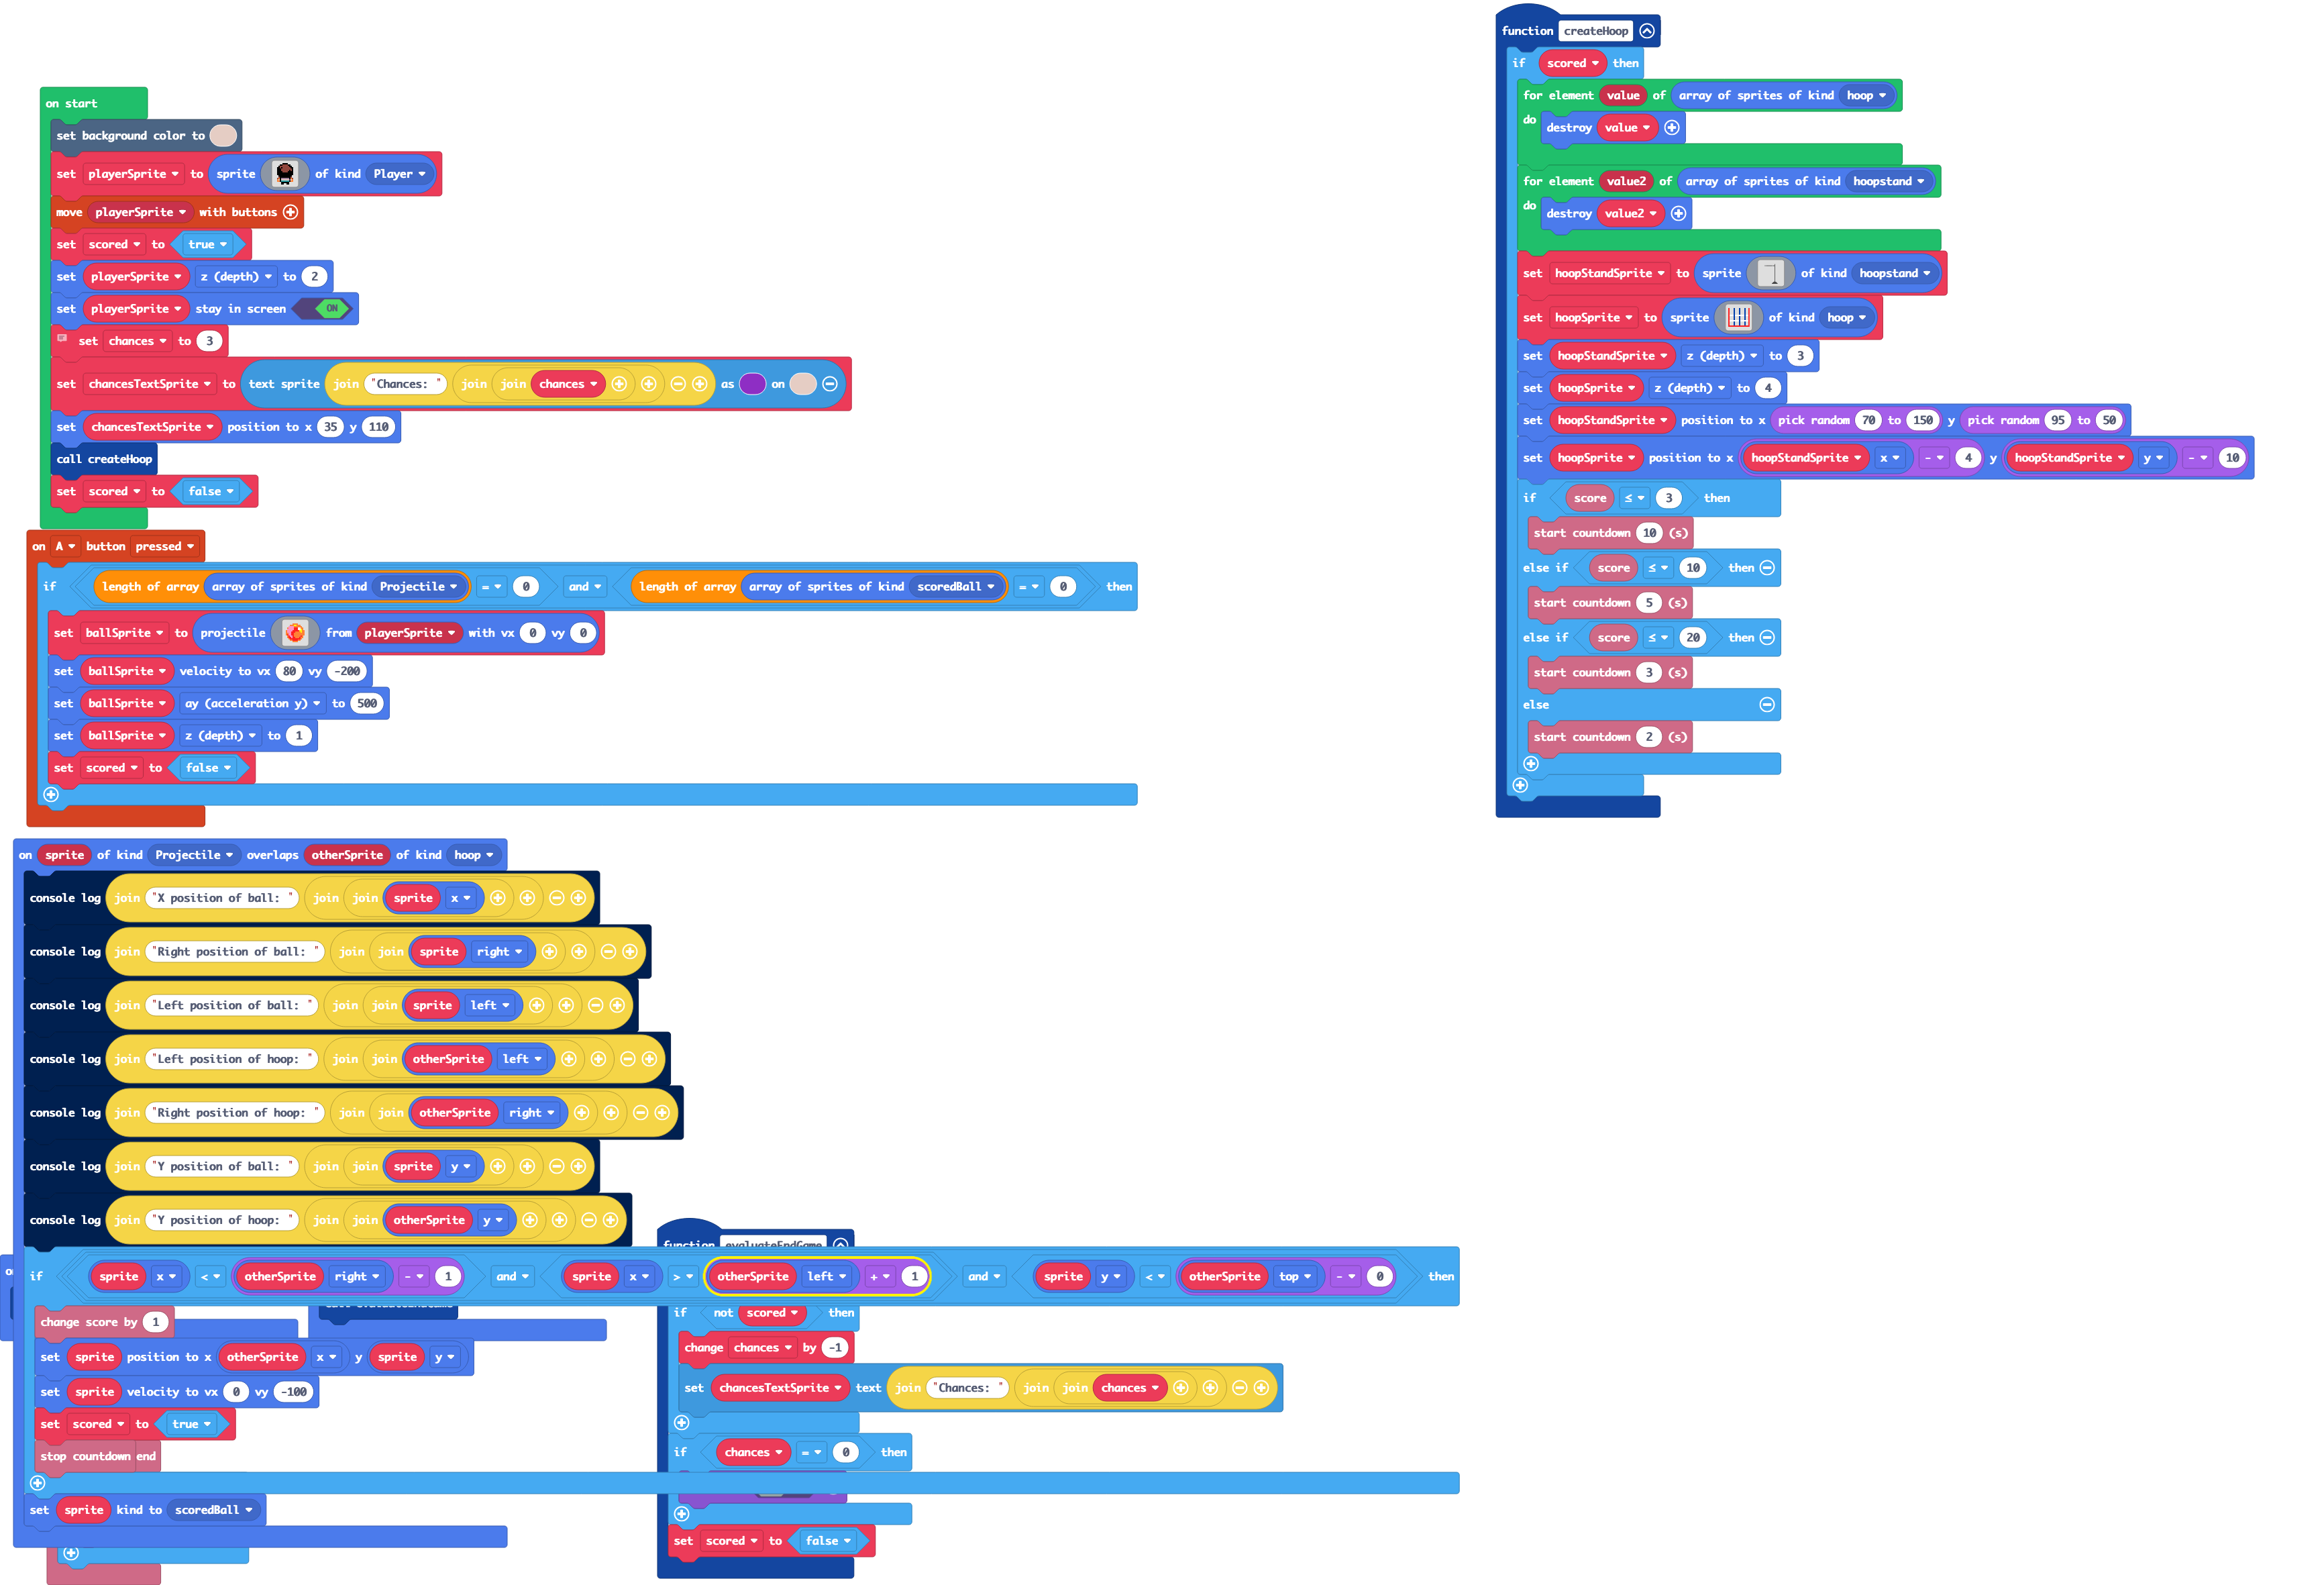 on start
set background color to
set playerSprite to sprite of kind Player
move playerSprite with buttons
set scored to true
set playerSprite z (depth) to 2
set playerSprite stay in screen ON
set chances to 3
set chancesTextSprite to text sprite join "Chances: " join join chances as on
set chancesTextSprite position to x 35 y 110
call createHoop
set scored to false
on A button pressed
if length of array array of sprites of kind Projectile = 0 and length of array array of sprites of kind scoredBall = 0 then
set ballSprite to projectile from playerSprite with vx 0 vy 0
set ballSprite velocity to vx 80 vy -200
set ballSprite ay (acceleration y) to 500
set ballSprite z (depth) to 1
set scored to false
function createHoop
if scored then
for element value of array of sprites of kind hoop
do destroy value
for element value2 of array of sprites of kind hoopstand
do destroy value2
set hoopStandSprite to sprite of kind hoopstand
set hoopSprite to sprite of kind hoop
set hoopStandSprite z (depth) to 3
set hoopSprite z (depth) to 4
set hoopStandSprite position to x pick random 70 to 150 y pick random 95 to 50
set hoopSprite position to x hoopStandSprite x - 4 y hoopStandSprite y - 10
if score ≤ 3 then
start countdown 10 (s)
else if score ≤ 10 then
start countdown 5 (s)
else if score ≤ 20 then
start countdown 3 (s)
else
start countdown 2 (s)
on sprite of kind Projectile overlaps otherSprite of kind hoop
console log join "X position of ball: " join join sprite x
console log join "Right position of ball: " join join sprite right
console log join "Left position of ball: " join join sprite left
console log join "Left position of hoop: " join join otherSprite left
console log join "Right position of hoop: " join join otherSprite right
console log join "Y position of ball: " join join sprite y
console log join "Y position of hoop: " join join otherSprite y
if sprite x < otherSprite right - 1 and sprite x > otherSprite left + 1 and sprite y < otherSprite top - 0 then
change score by 1
set sprite position to x otherSprite x y sprite y
set sprite velocity to vx 0 vy -100
set scored to true
stop countdown end
set sprite kind to scoredBall
function evaluateEndGame
if not scored then
change chances by -1
set chancesTextSprite text join "Chances: " join join chances
if chances = 0 then
set scored to false